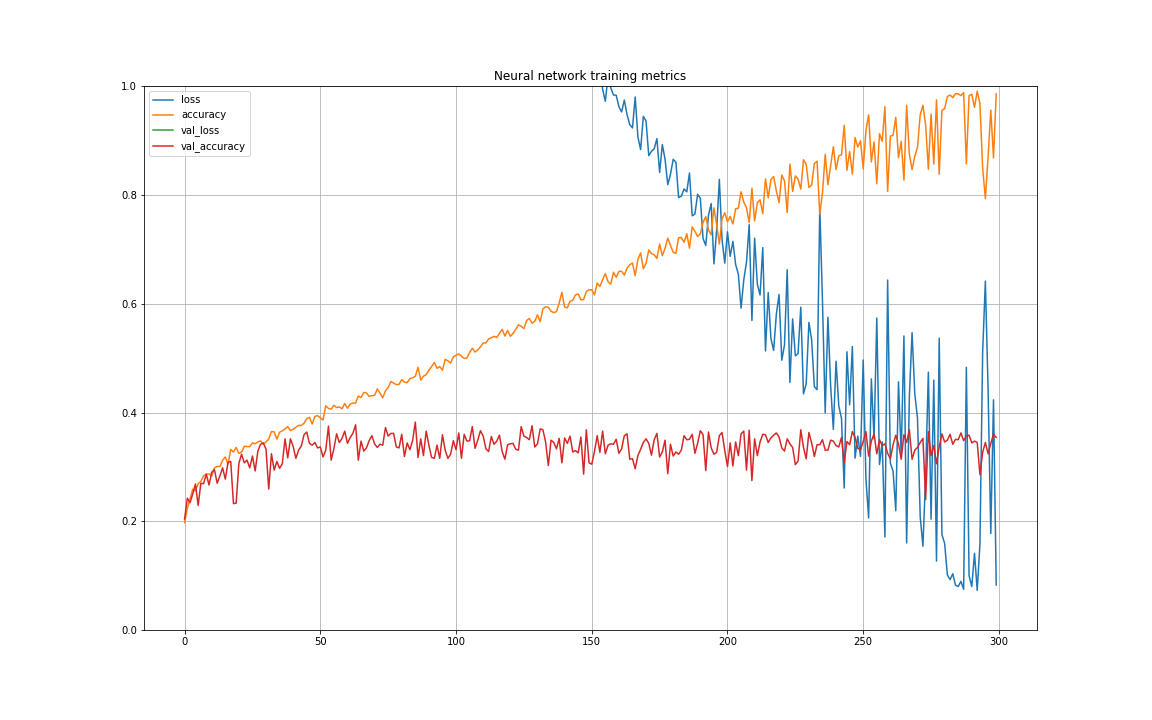 Neural network training metrics
loss
accuracy
val_loss
val_accuracy
1.0
0.8
0.6
0.4
0.2
0.0
0 50 100 150 200 250 300